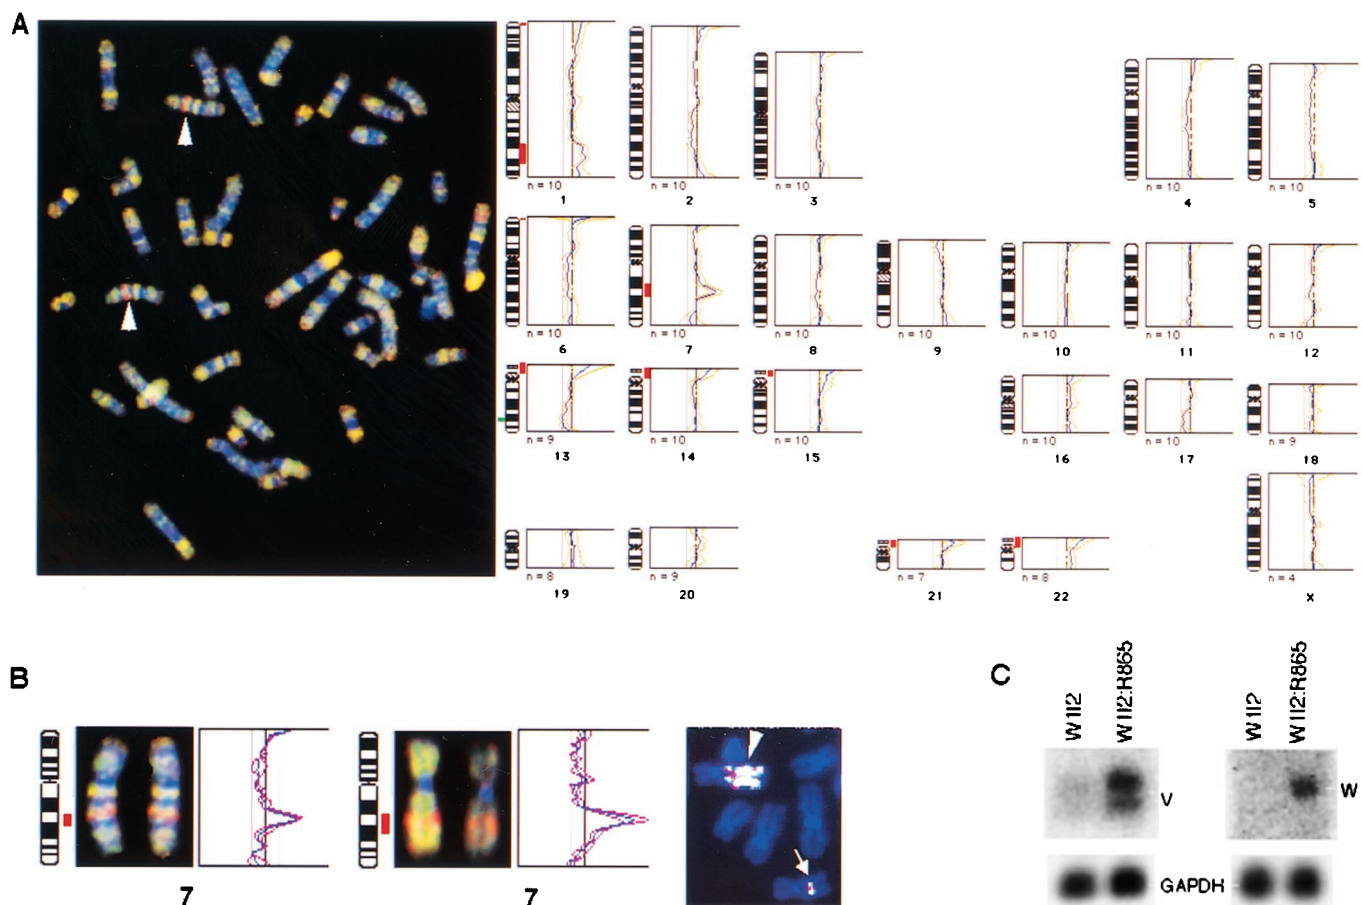 A
n = 10
n = 10
n = 10
n = 10
n = 10
1
2
3
4
5
n = 10
n = 10
n = 10
n = 10
n = 10
n = 10
n = 10
6
7
8
9
10
11
12
n = 9
n = 10
n = 10
n = 10
n = 10
n = 9
13
14
15
16
17
18
n = 8
n = 9
n = 7
n = 8
n = 4
19
20
21
22
X
B
7
7
C
W112
W112:R865
W112
W112:R865
V
W
GAPDH